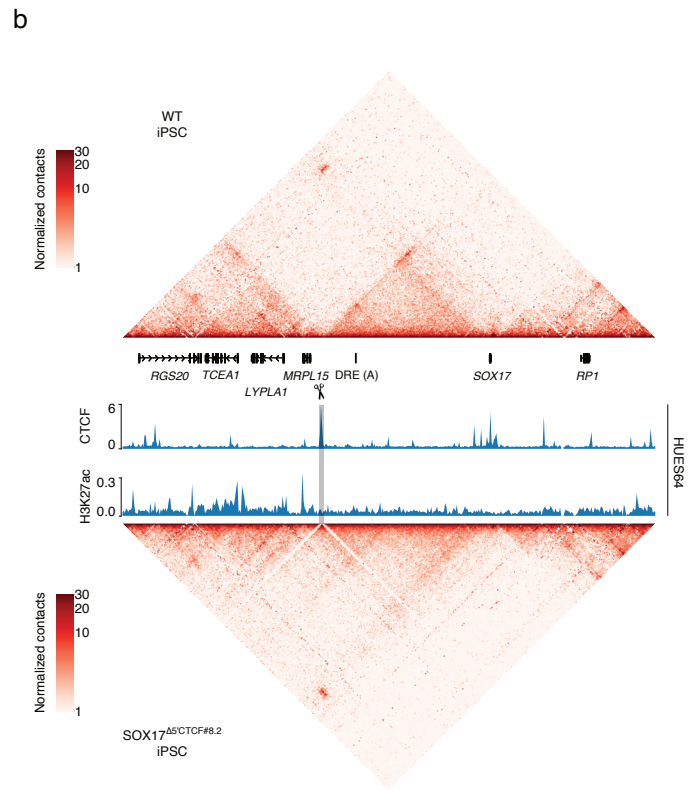 b
WT
iPSC
Normalized contacts
30
20
10
1
RGS20 TCEA1 LYPLA1 MRPL15 DRE (A) SOX17 RP1
CTCF
6
0
H3K27ac
0.3
0.0
HUES64
Normalized contacts
30
20
10
1
SOX17Δ5'CTCF#8.2
iPSC